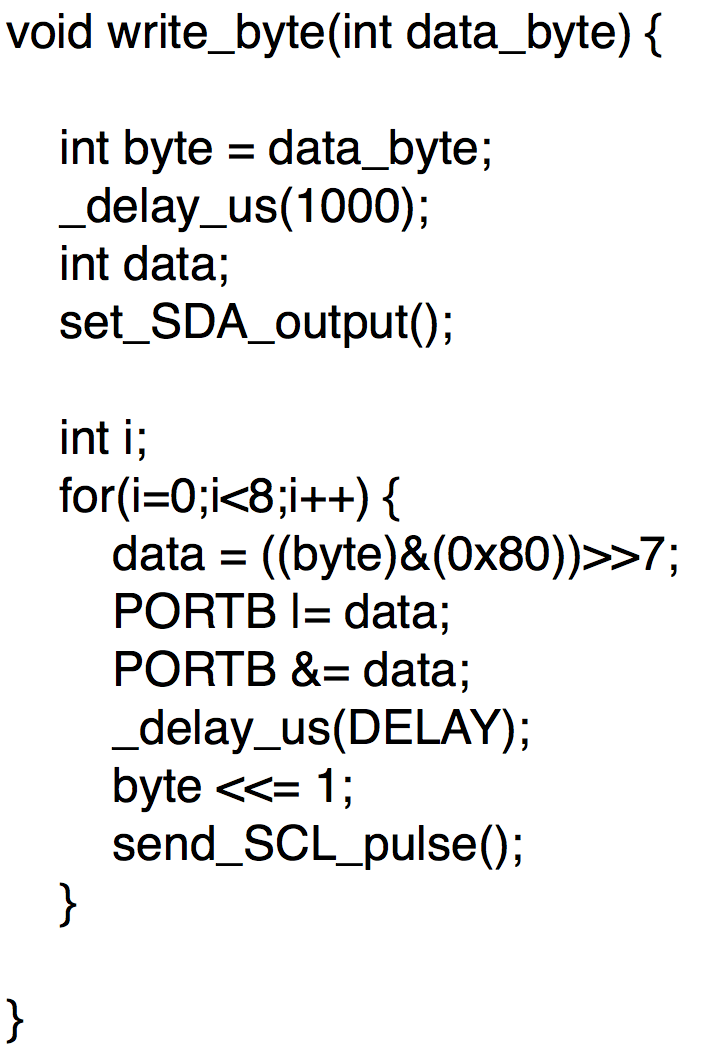 void write_byte(int data_byte) {
int byte = data_byte;
_delay_us(1000);
int data;
set_SDA_output();
int i;
for(i=0;i<8;i++) {
data = ((byte)&(0x80))>>7;
PORTB |= data;
PORTB &= data;
_delay_us(DELAY);
byte <<= 1;
send_SCL_pulse();
}
}